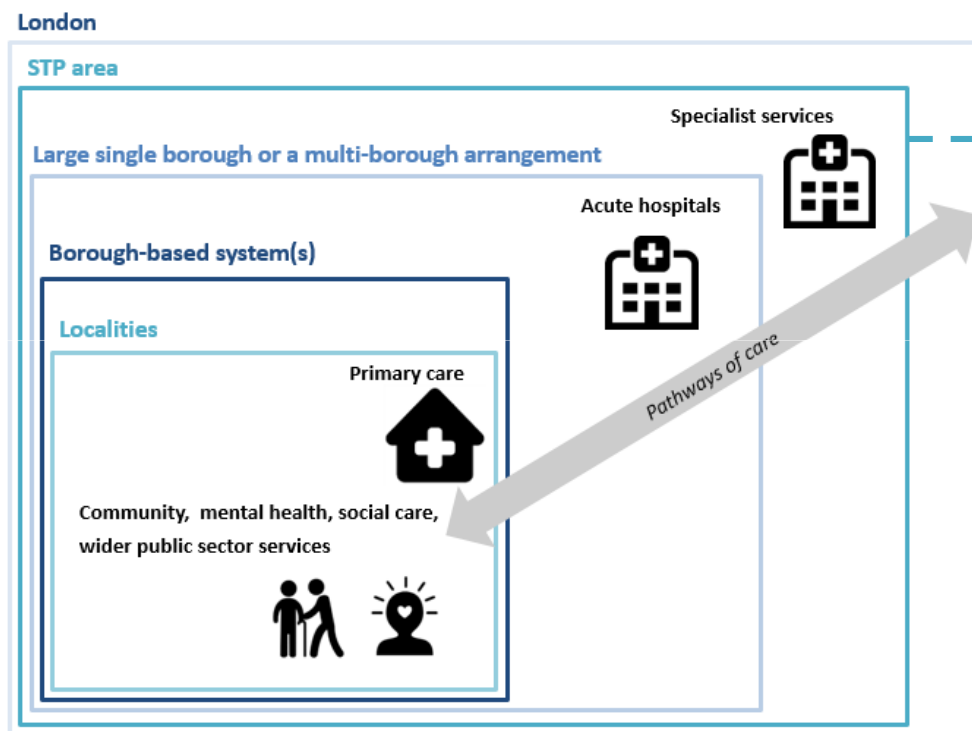 London
STP area
Specialist services
Large single borough or a multi-borough arrangement
Acute hospitals
Borough-based system(s)
Localities
Pathways of care
Primary care
Community, mental health, social care,
wider public sector services